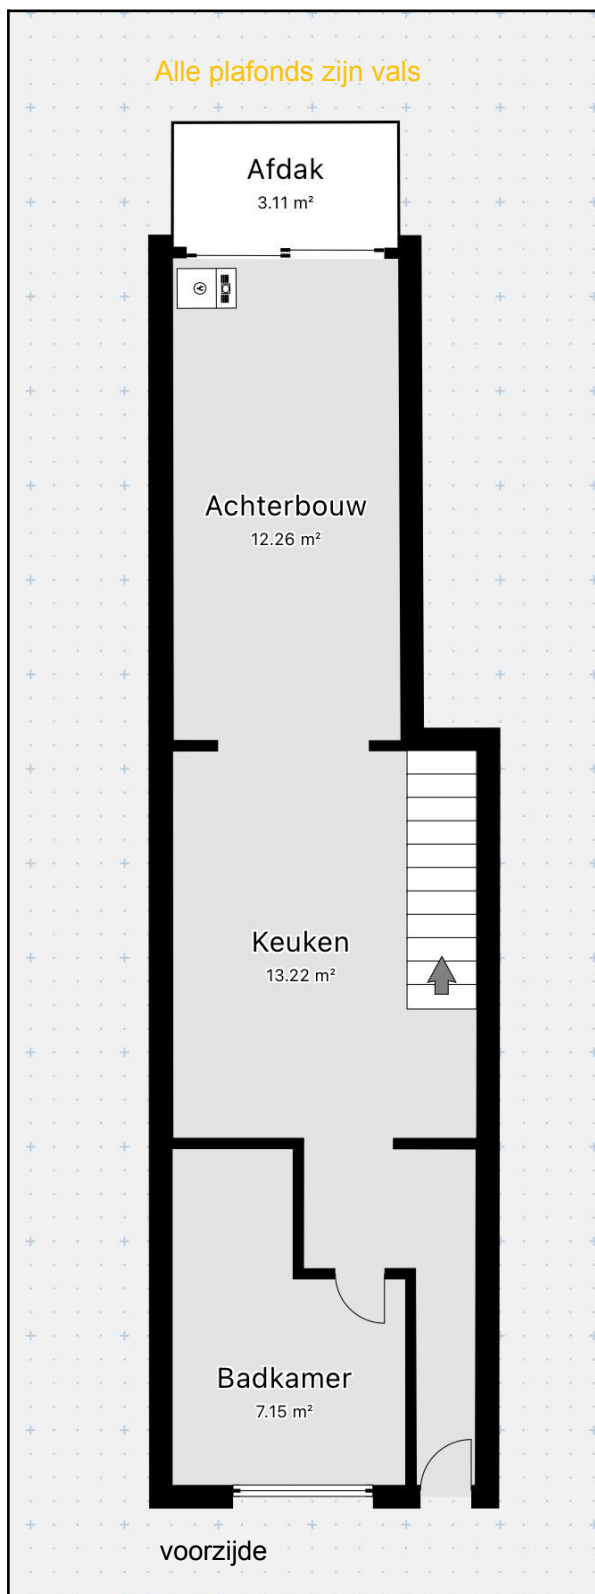 Alle plafonds zijn vals
Afdak
3.11 m²
Achterbouw
12.26 m²
Keuken
13.22 m²
Badkamer
7.15 m²
voorzijde